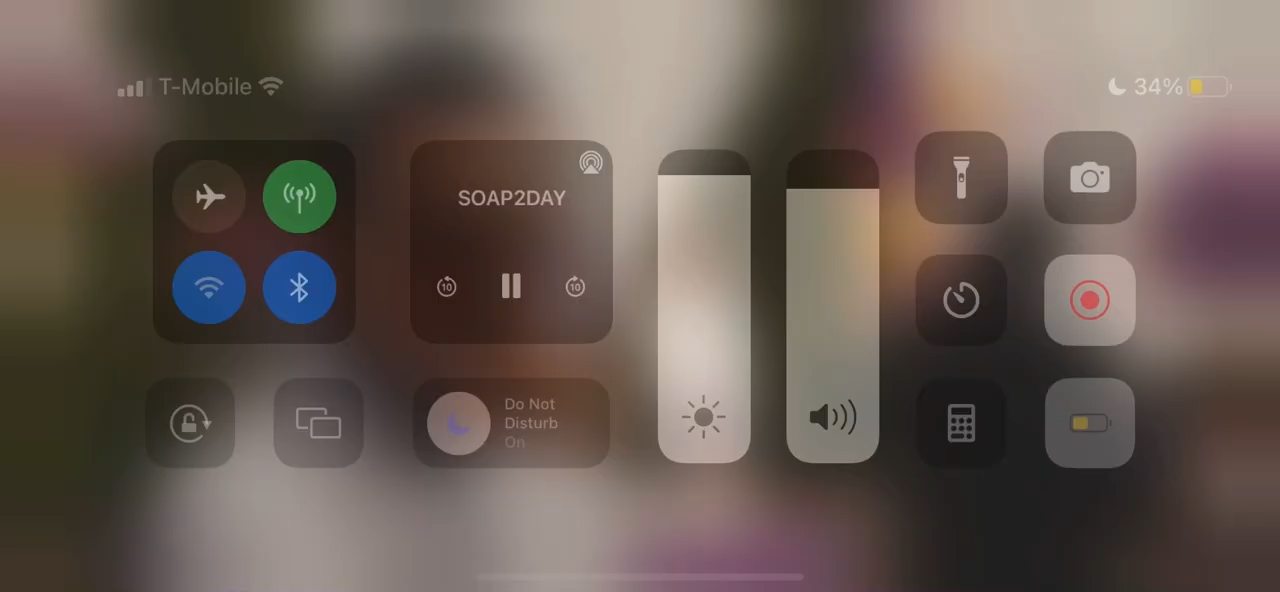 T-Mobile
34%
SOAP2DAY
10
10
Do Not
Disturb
On